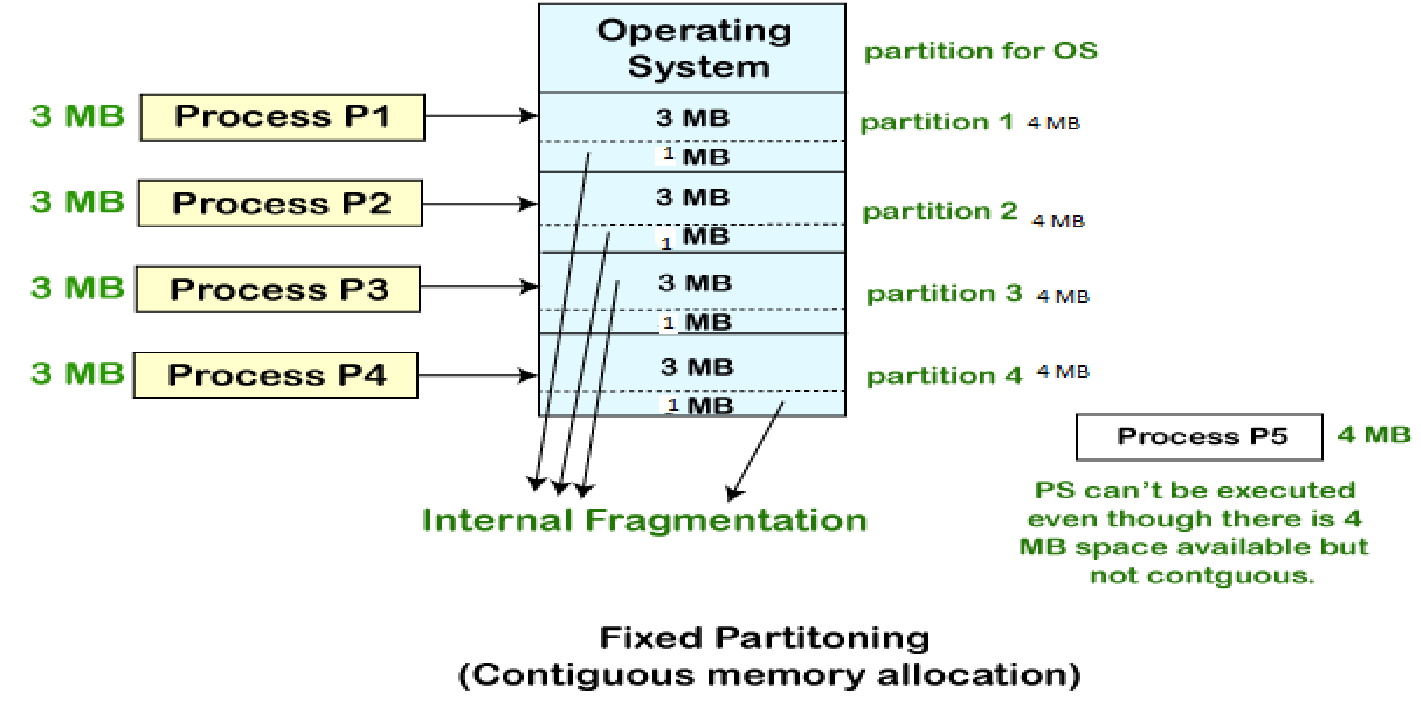 Operating
System
partition for OS
3 MB
Process P1
3 MB
partition 1 4 MB
1 MB
3 MB
Process P2
3 MB
partition 2 4 MB
1 MB
3 MB
Process P3
3 MB
partition 3 4 MB
1 MB
3 MB
Process P4
3 MB
partition 4 4 MB
1 MB
Process P5
4 MB
PS can't be executed
even though there is 4
MB space available but
not contguous.
Internal Fragmentation
Fixed Partitoning
(Contiguous memory allocation)